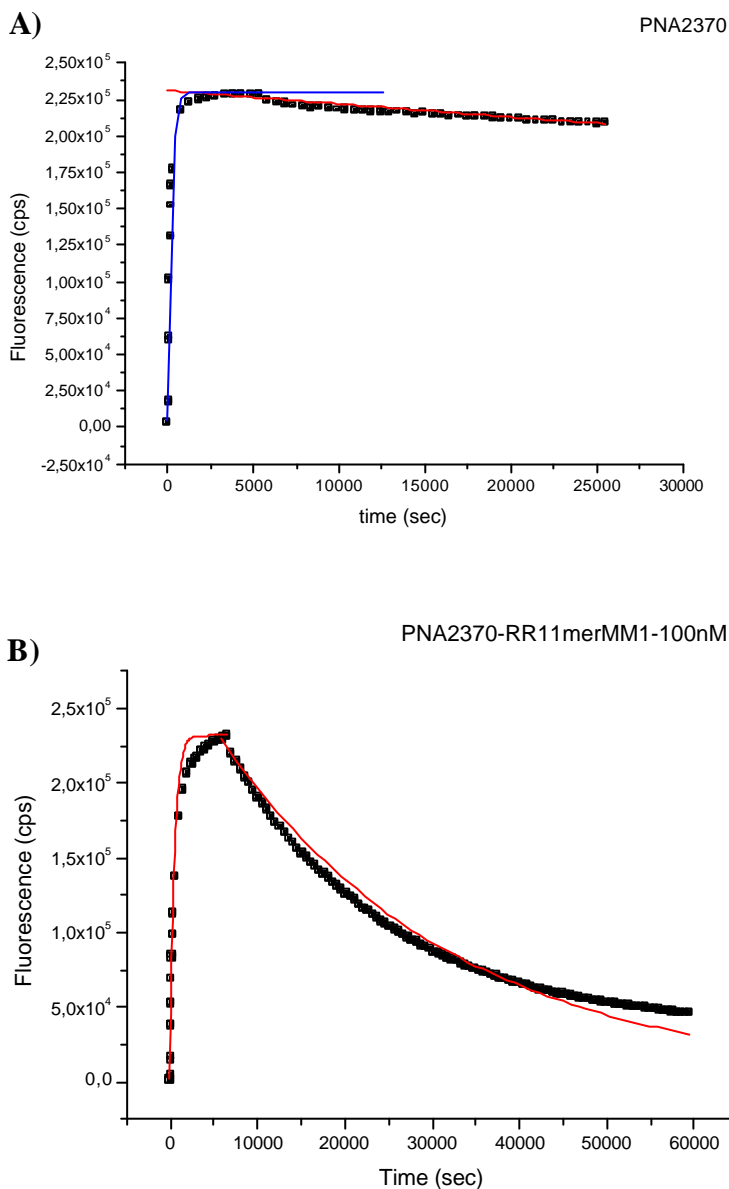 A)
PNA2370
2,50x10^5
2,25x10^5
2,00x10^5
1,75x10^5
1,50x10^5
1,25x10^5
1,00x10^5
7,50x10^4
5,00x10^4
2,50x10^4
0,00
-2,50x10^4
Fluorescence (cps)
0 5000 10000 15000 20000 25000 30000
time (sec)
B)
PNA2370-RR11merMM1-100nM
2,5x10^5
2,0x10^5
1,5x10^5
1,0x10^5
5,0x10^4
0,0
Fluorescence (cps)
0 10000 20000 30000 40000 50000 60000
Time (sec)